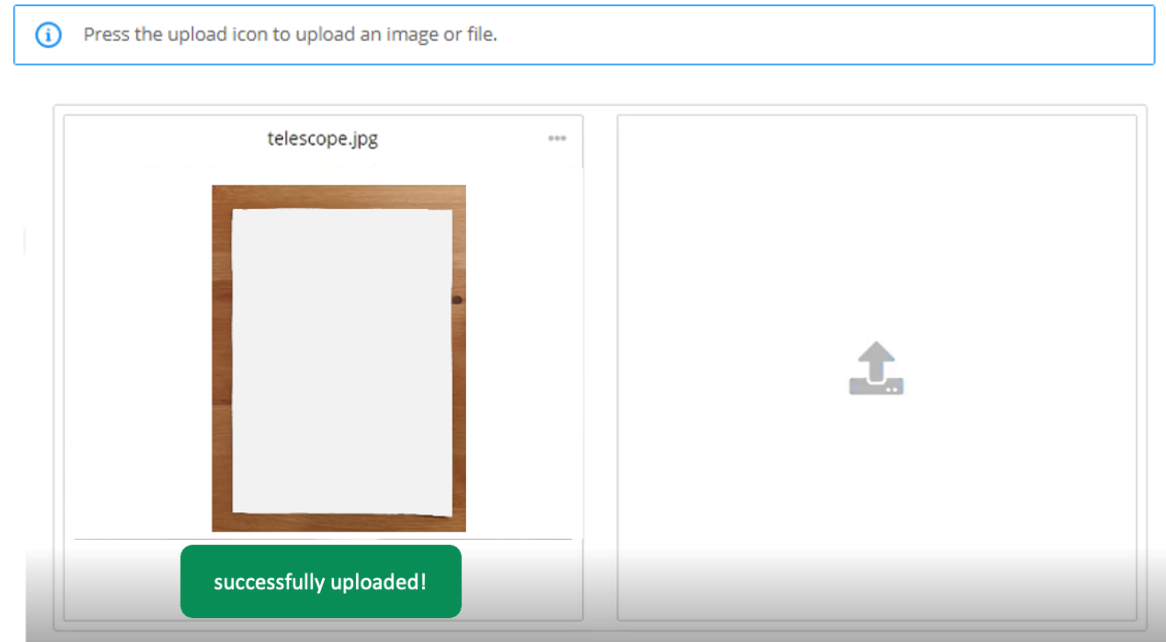 Press the upload icon to upload an image or file.
telescope.jpg
successfully uploaded!